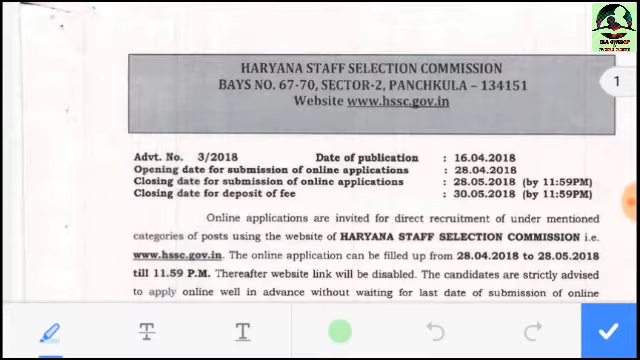 HARYANA STAFF SELECTION COMMISSION
BAYS NO. 67-70, SECTOR-2, PANCHKULA – 134151
Website www.hssc.gov.in
1
Advt. No. 3/2018 Date of publication : 16.04.2018
Opening date for submission of online applications : 28.04.2018
Closing date for submission of online applications : 28.05.2018 (by 11:59PM)
Closing date for deposit of fee : 30.05.2018 (by 11:59PM)
Online applications are invited for direct recruitment of under mentioned
categories of posts using the website of HARYANA STAFF SELECTION COMMISSION i.e.
www.hssc.gov.in. The online application can be filled up from 28.04.2018 to 28.05.2018
till 11.59 P.M. Thereafter website link will be disabled. The candidates are strictly advised
to apply online well in advance without waiting for last date of submission of online
T T